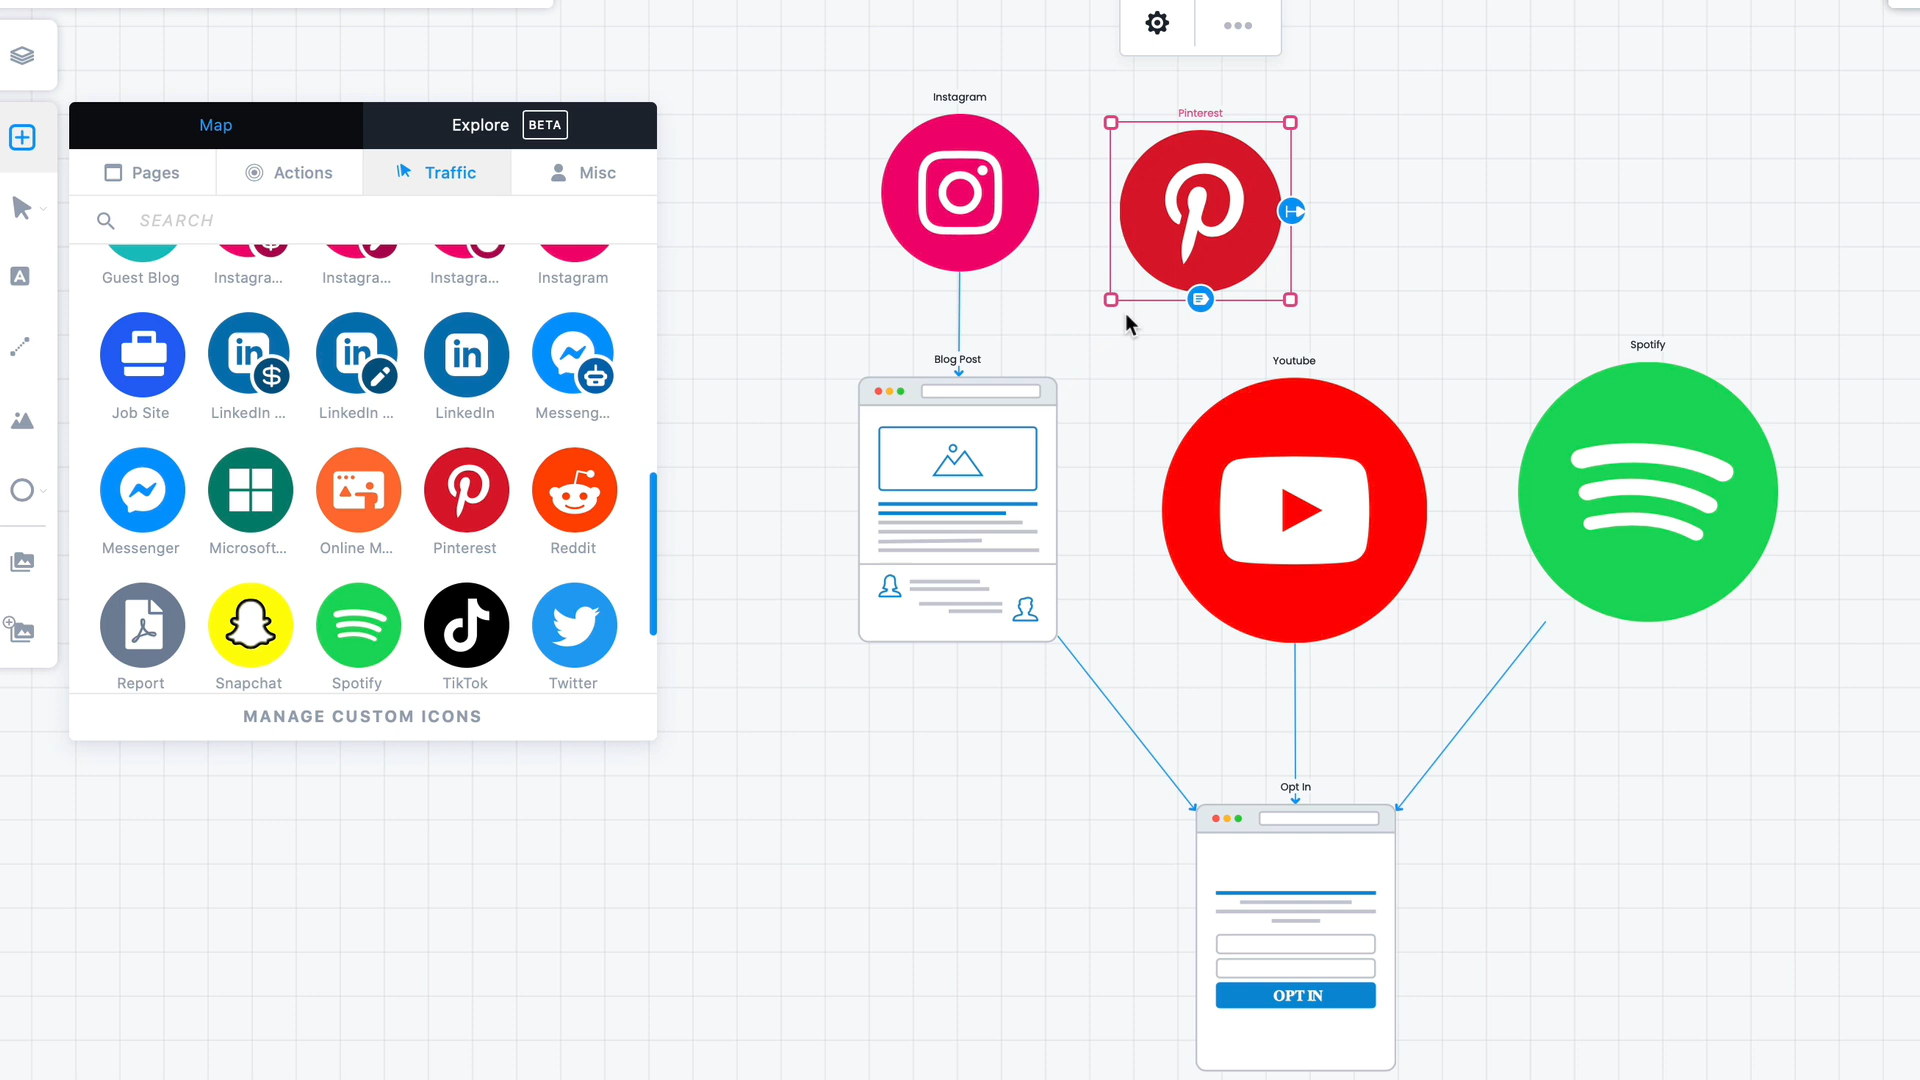 Map
Explore BETA
Pages
Actions
Traffic
Misc
SEARCH
Guest Blog
Instagra...
Instagra...
Instagra...
Instagram
Job Site
LinkedIn ...
LinkedIn ...
LinkedIn
Messeng...
Messenger
Microsoft...
Online M...
Pinterest
Reddit
Report
Snapchat
Spotify
TikTok
Twitter
MANAGE CUSTOM ICONS
Instagram
Pinterest
Blog Post
Youtube
Spotify
Opt In
OPT IN